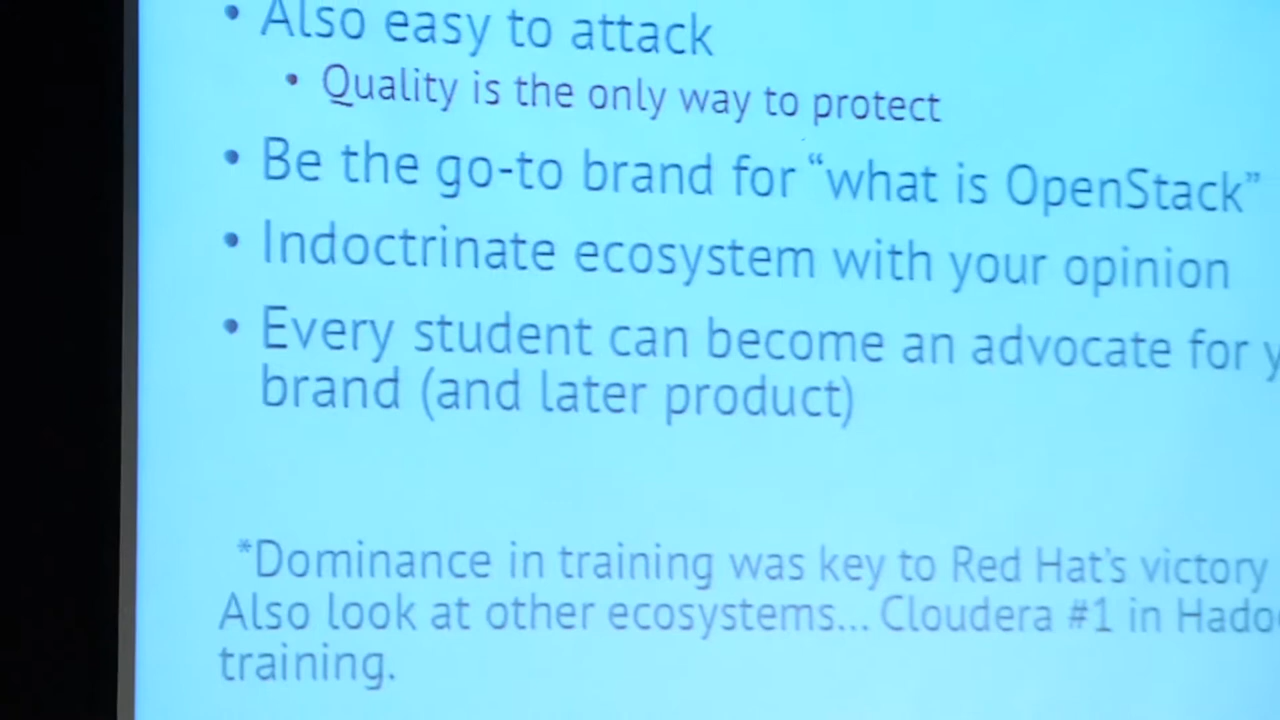 • Also easy to attack
• Quality is the only way to protect
• Be the go-to brand for “what is OpenStack”
• Indoctrinate ecosystem with your opinion
• Every student can become an advocate for
brand (and later product)
*Dominance in training was key to Red Hat’s victory
Also look at other ecosystems... Cloudera #1 in
training.